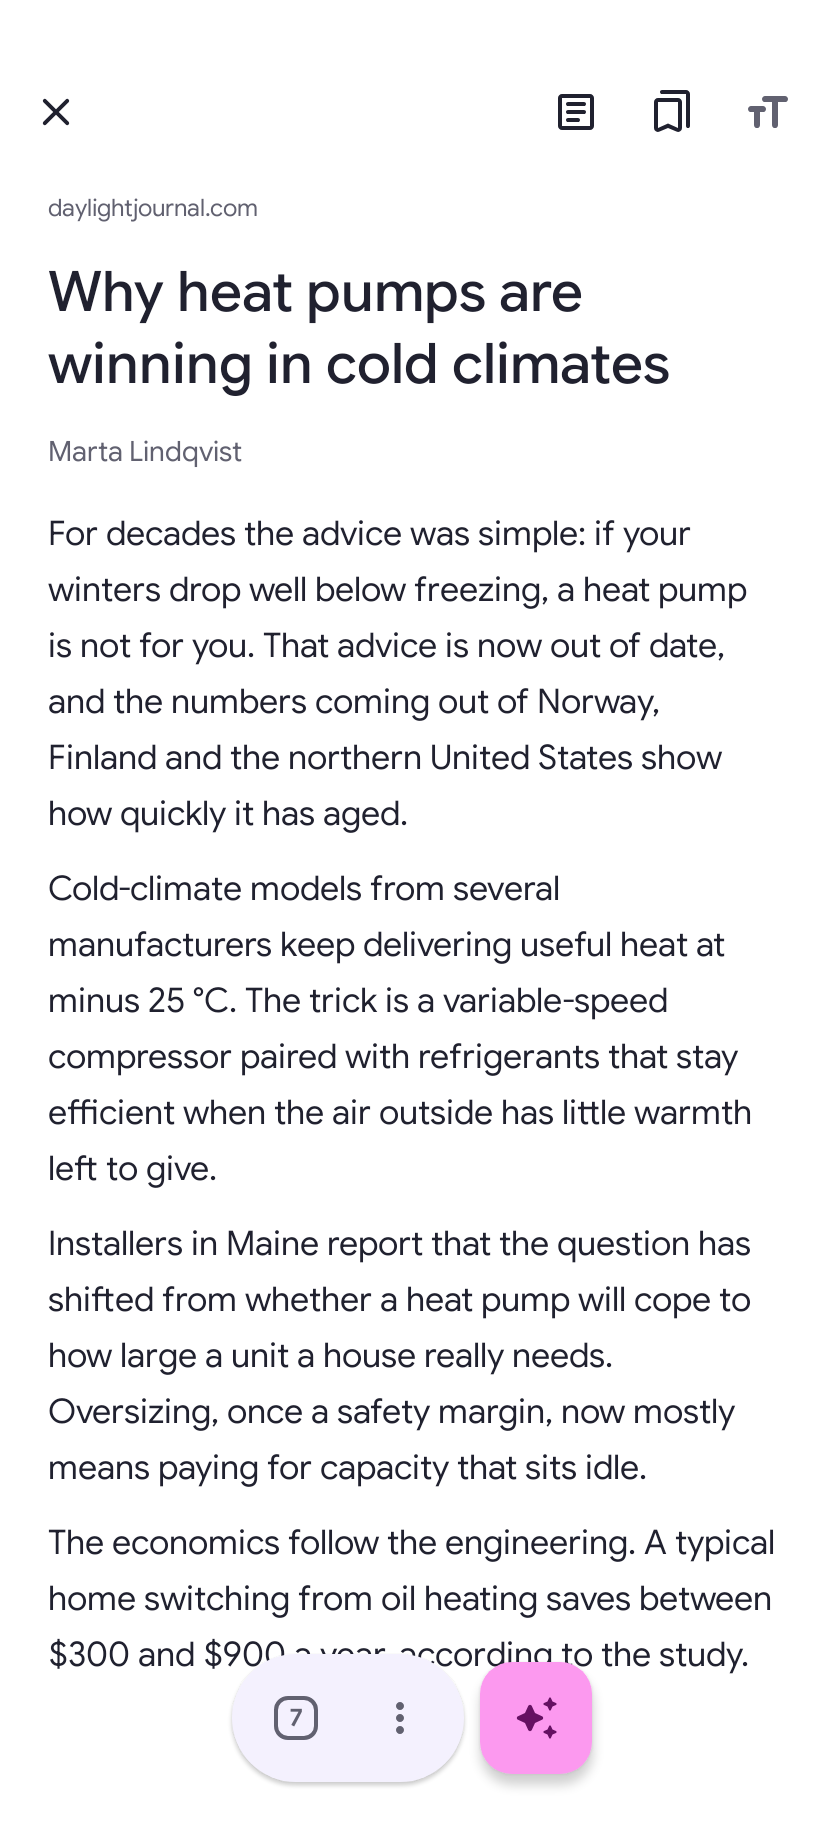 daylightjournal.com
Why heat pumps are
winning in cold climates
Marta Lindqvist
For decades the advice was simple: if your
winters drop well below freezing, a heat pump
is not for you. That advice is now out of date,
and the numbers coming out of Norway,
Finland and the northern United States show
how quickly it has aged.
Cold-climate models from several
manufacturers keep delivering useful heat at
minus 25 °C. The trick is a variable-speed
compressor paired with refrigerants that stay
efficient when the air outside has little warmth
left to give.
Installers in Maine report that the question has
shifted from whether a heat pump will cope to
how large a unit a house really needs.
Oversizing, once a safety margin, now mostly
means paying for capacity that sits idle.
The economics follow the engineering. A typical
home switching from oil heating saves between
$300 and $900 a year, according to the study.
7